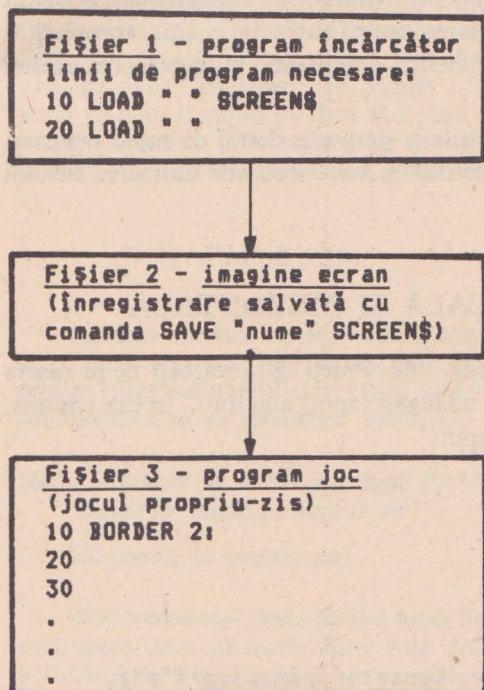 Fişier 1 - program încărcător
linii de program necesare:
10 LOAD " " SCREEN$
20 LOAD " "
Fişier 2 - imagine ecran
(înregistrare salvată cu
comanda SAVE "nume" SCREEN$)
Fişier 3 - program joc
(jocul propriu-zis)
10 BORDER 2:
20
30
.
.
.